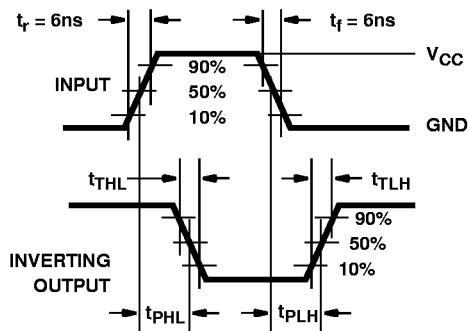 tr = 6ns
tf = 6ns
VCC
INPUT
90%
50%
10%
GND
tTHL
tTLH
90%
50%
10%
INVERTING
OUTPUT
tPHL
tPLH